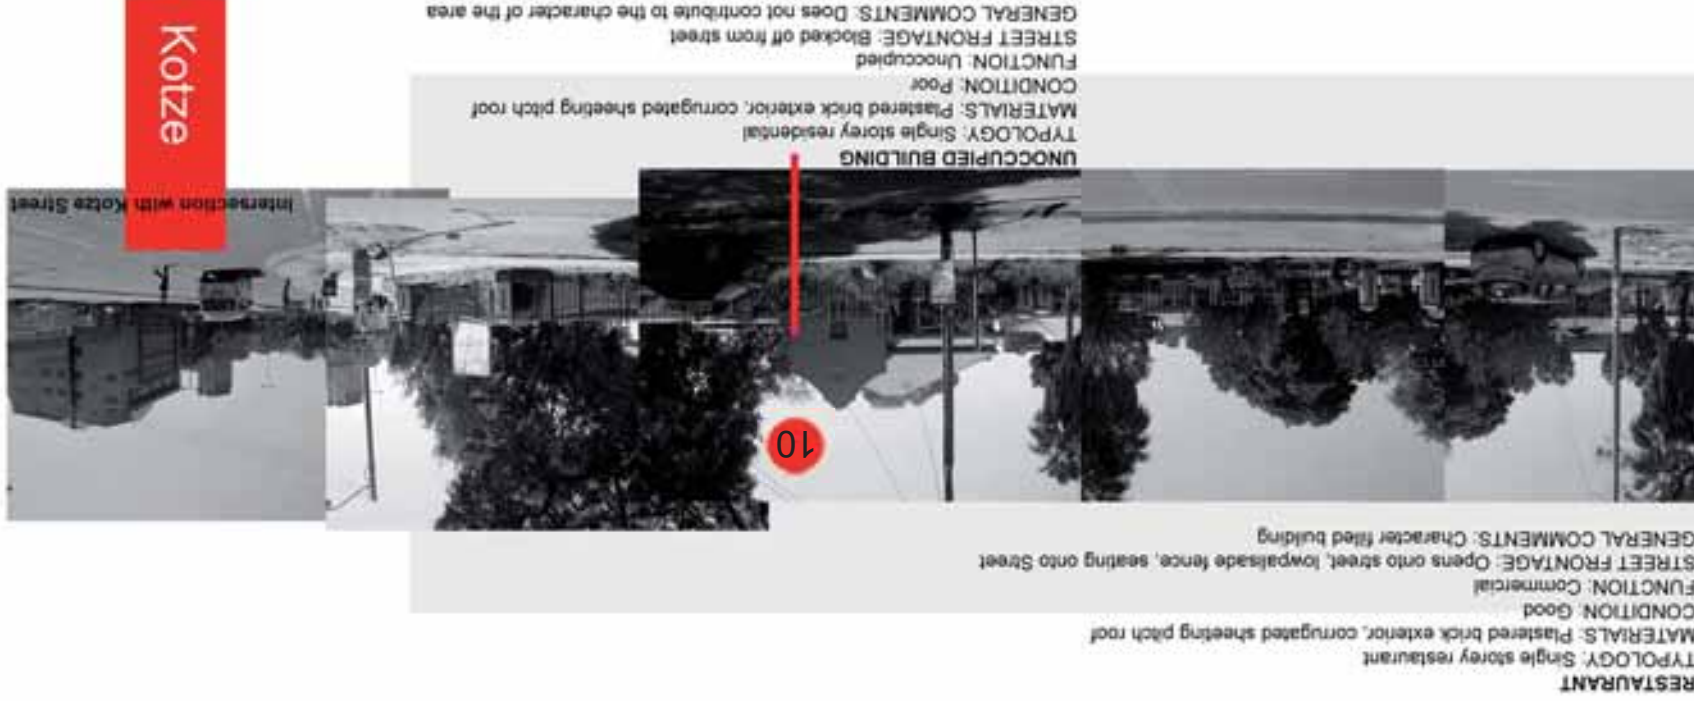 RESTAURANT
TYPOLOGY: Single storey restaurant
MATERIALS: Plastered brick exterior, corrugated sheeting pitch roof
CONDITION: Good
FUNCTION: Commercial
STREET FRONTAGE: Opens onto street, lowpalisade fence, seating onto Street
GENERAL COMMENTS: Character filled building
10
UNOCCUPIED BUILDING
TYPOLOGY: Single storey residential
MATERIALS: Plastered brick exterior, corrugated sheeting pitch roof
CONDITION: Poor
FUNCTION: Unoccupied
STREET FRONTAGE: Blocked off from street
GENERAL COMMENTS: Does not contribute to the character of the area
Intersection with Kotze Street
Kotze